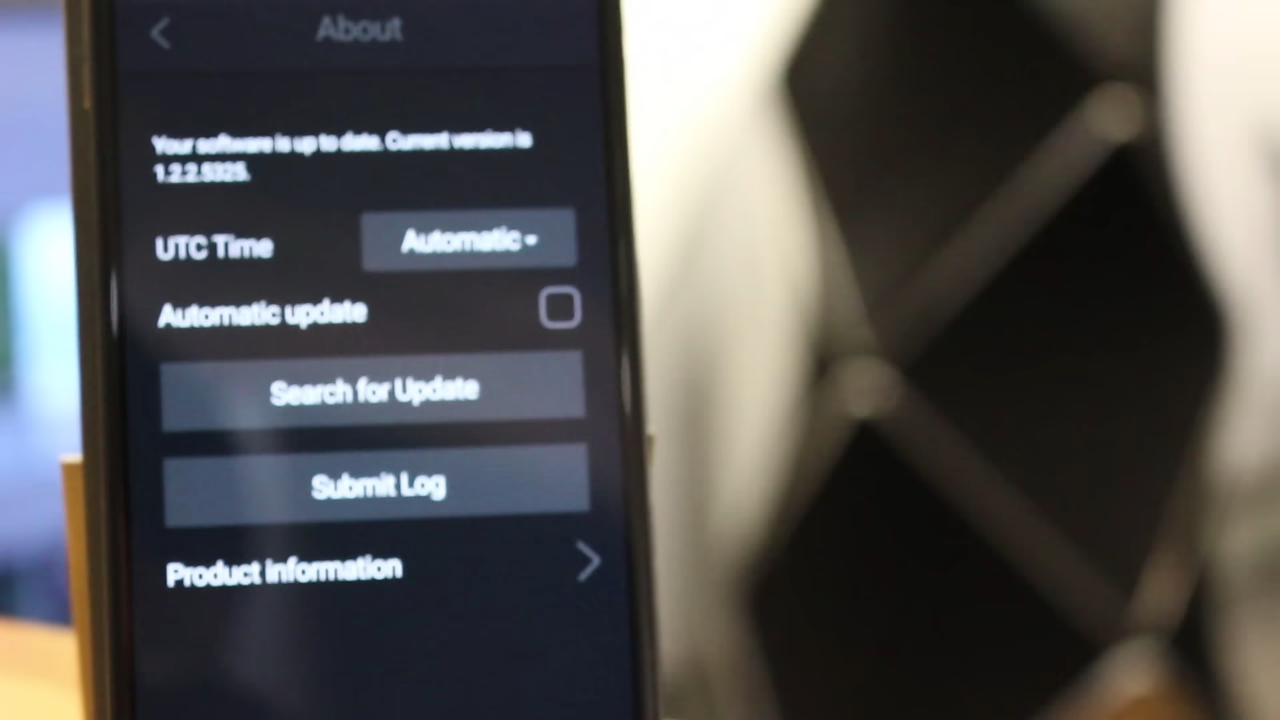 About
Your software is up to date. Current version is
1.2.2.5325.
UTC Time
Automatic
Automatic update
Search for Update
Submit Log
Product information